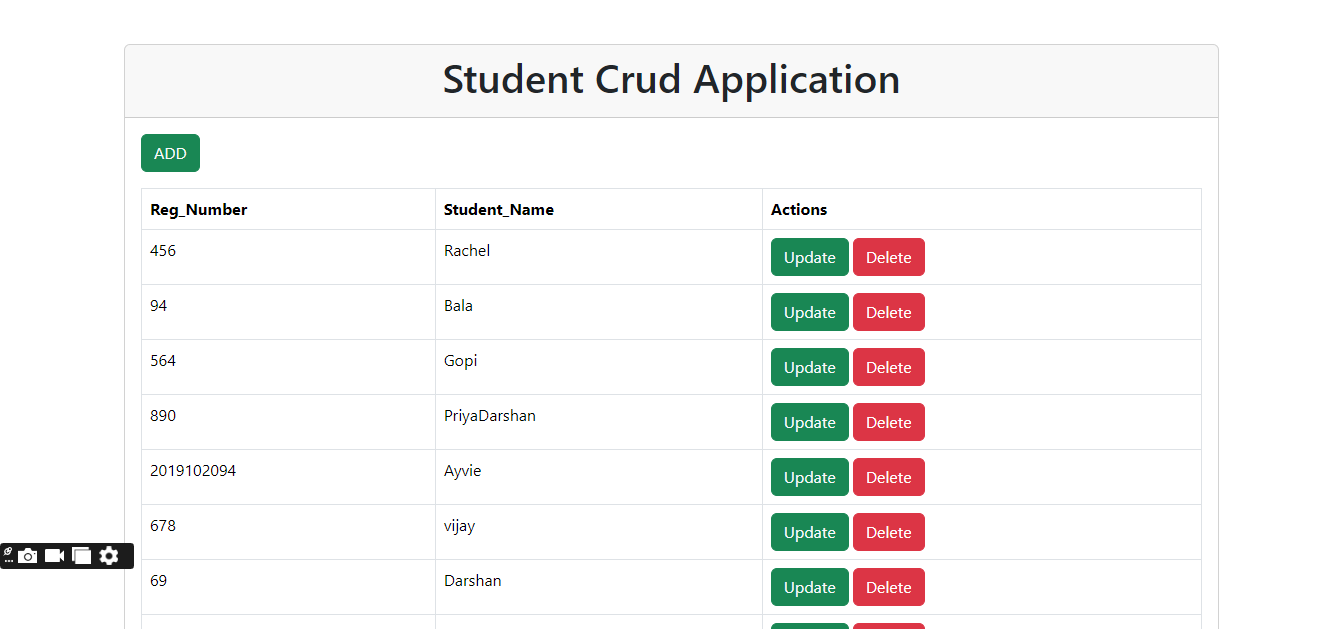 Student Crud Application
ADD
Reg_Number Student_Name Actions
456 Rachel Update Delete
94 Bala Update Delete
564 Gopi Update Delete
890 PriyaDarshan Update Delete
2019102094 Ayvie Update Delete
678 vijay Update Delete
69 Darshan Update Delete